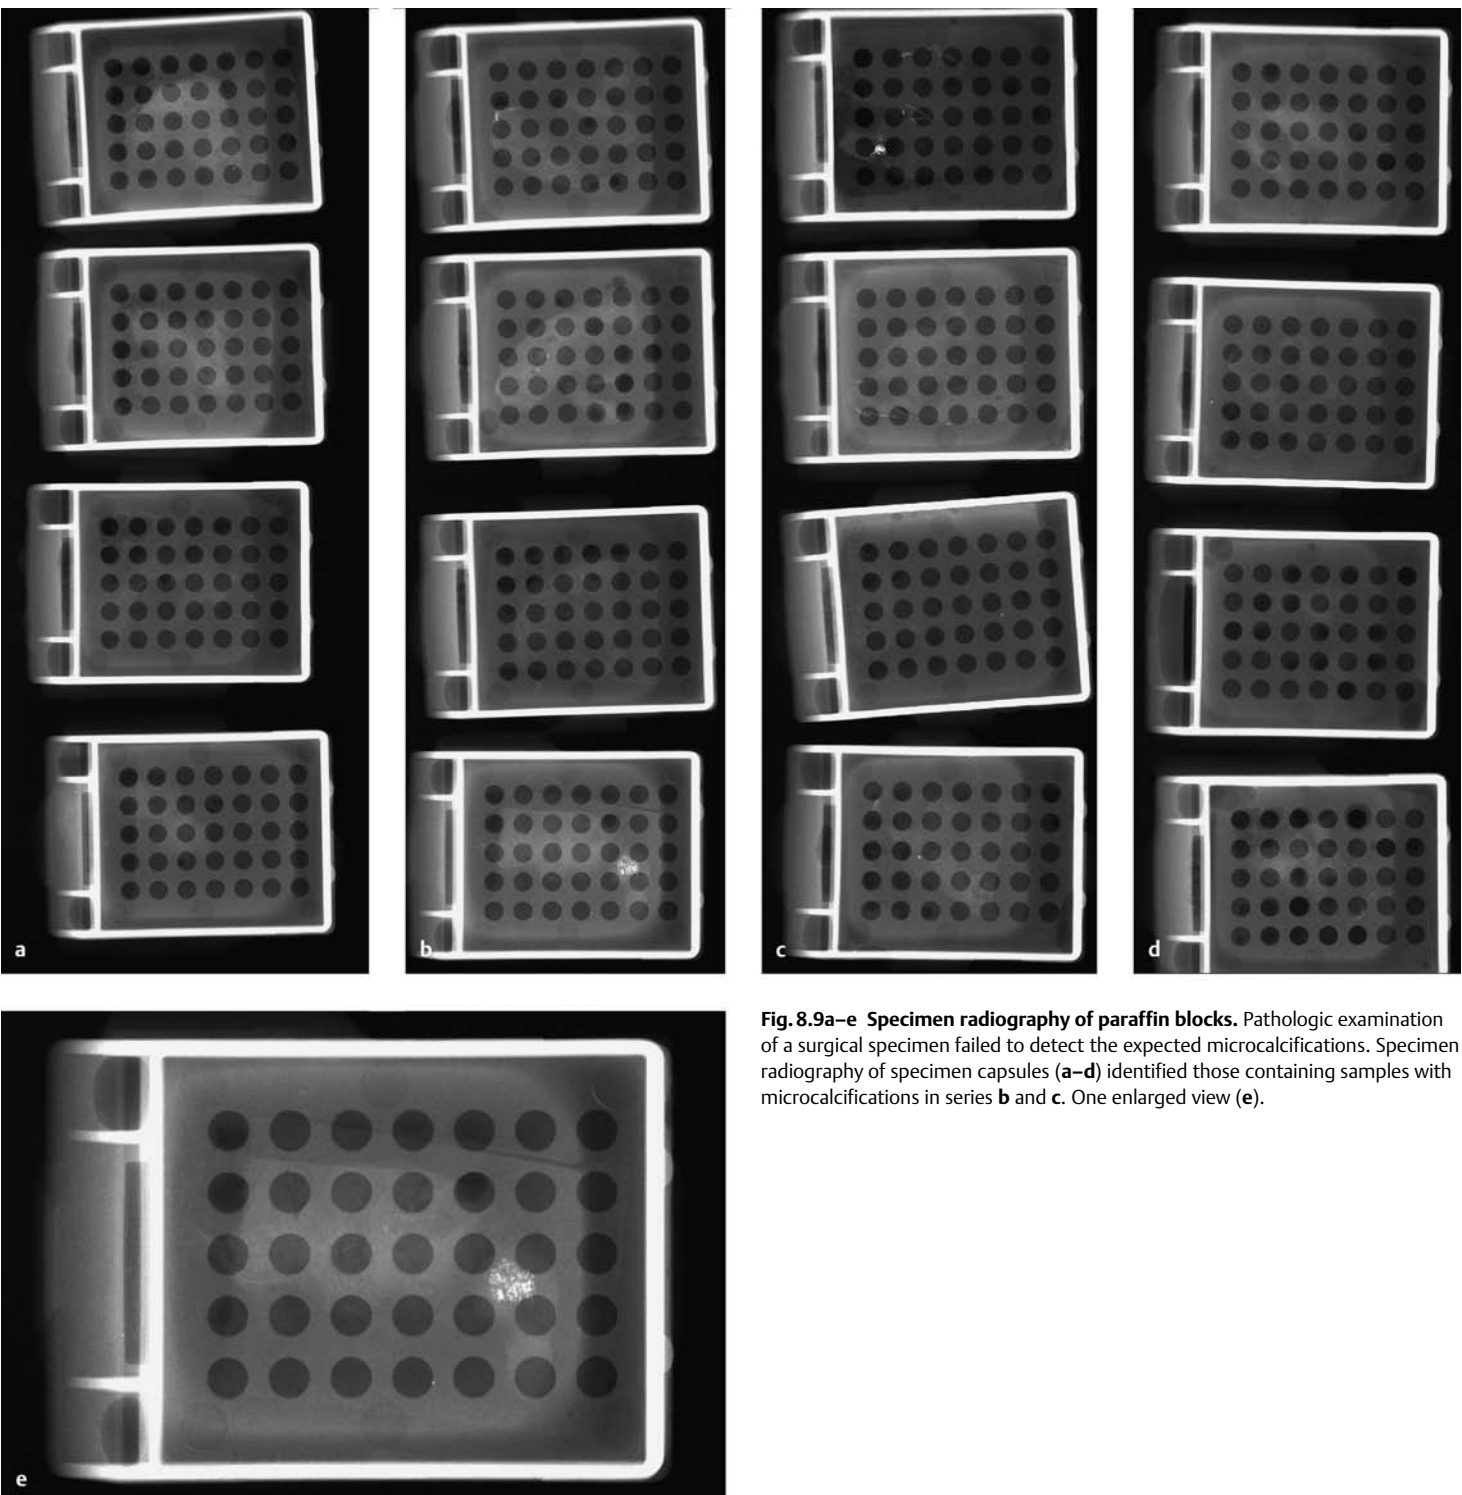 a
b
c
d
e
Fig. 8.9a–e Specimen radiography of paraffin blocks. Pathologic examination
of a surgical specimen failed to detect the expected microcalcifications. Specimen
radiography of specimen capsules (a–d) identified those containing samples with
microcalcifications in series b and c. One enlarged view (e).